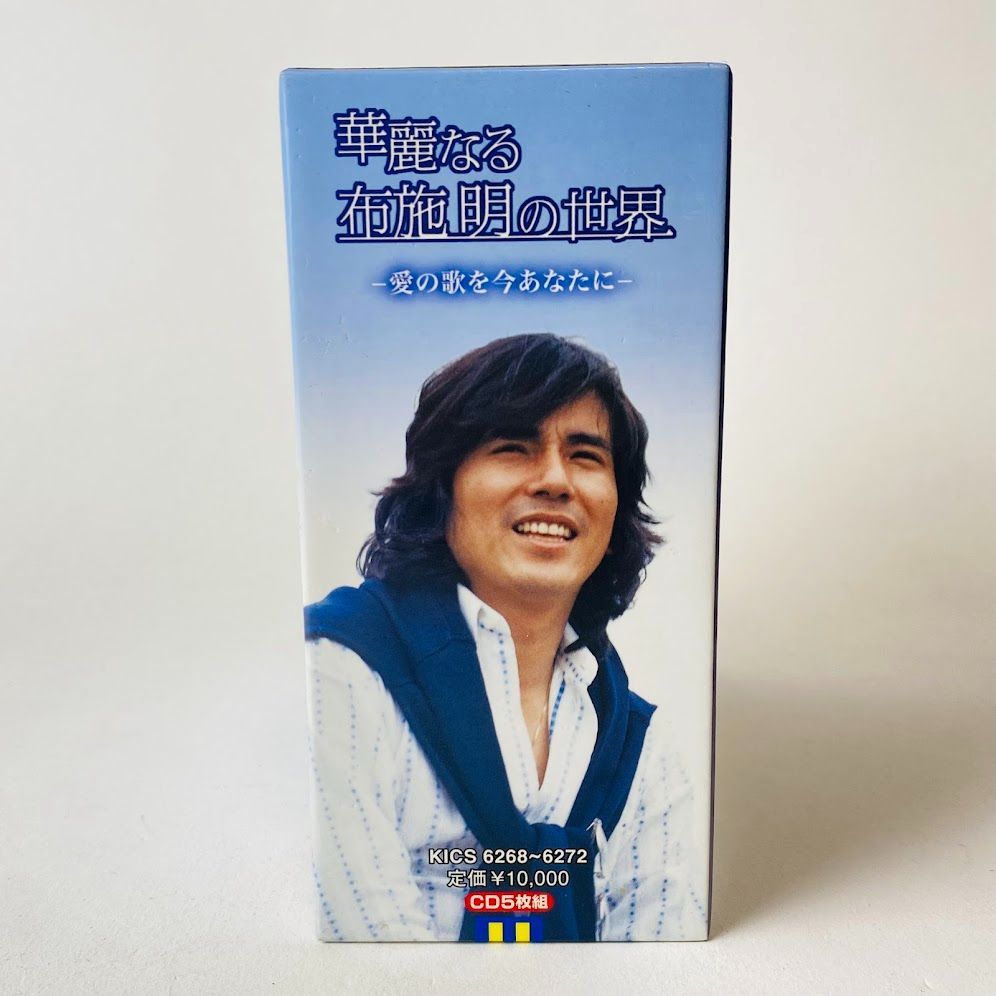 華麗なる
布施明の世界
−愛の歌を今あなたに−
KICS 6268~6272
定価¥10,000
CD5枚組